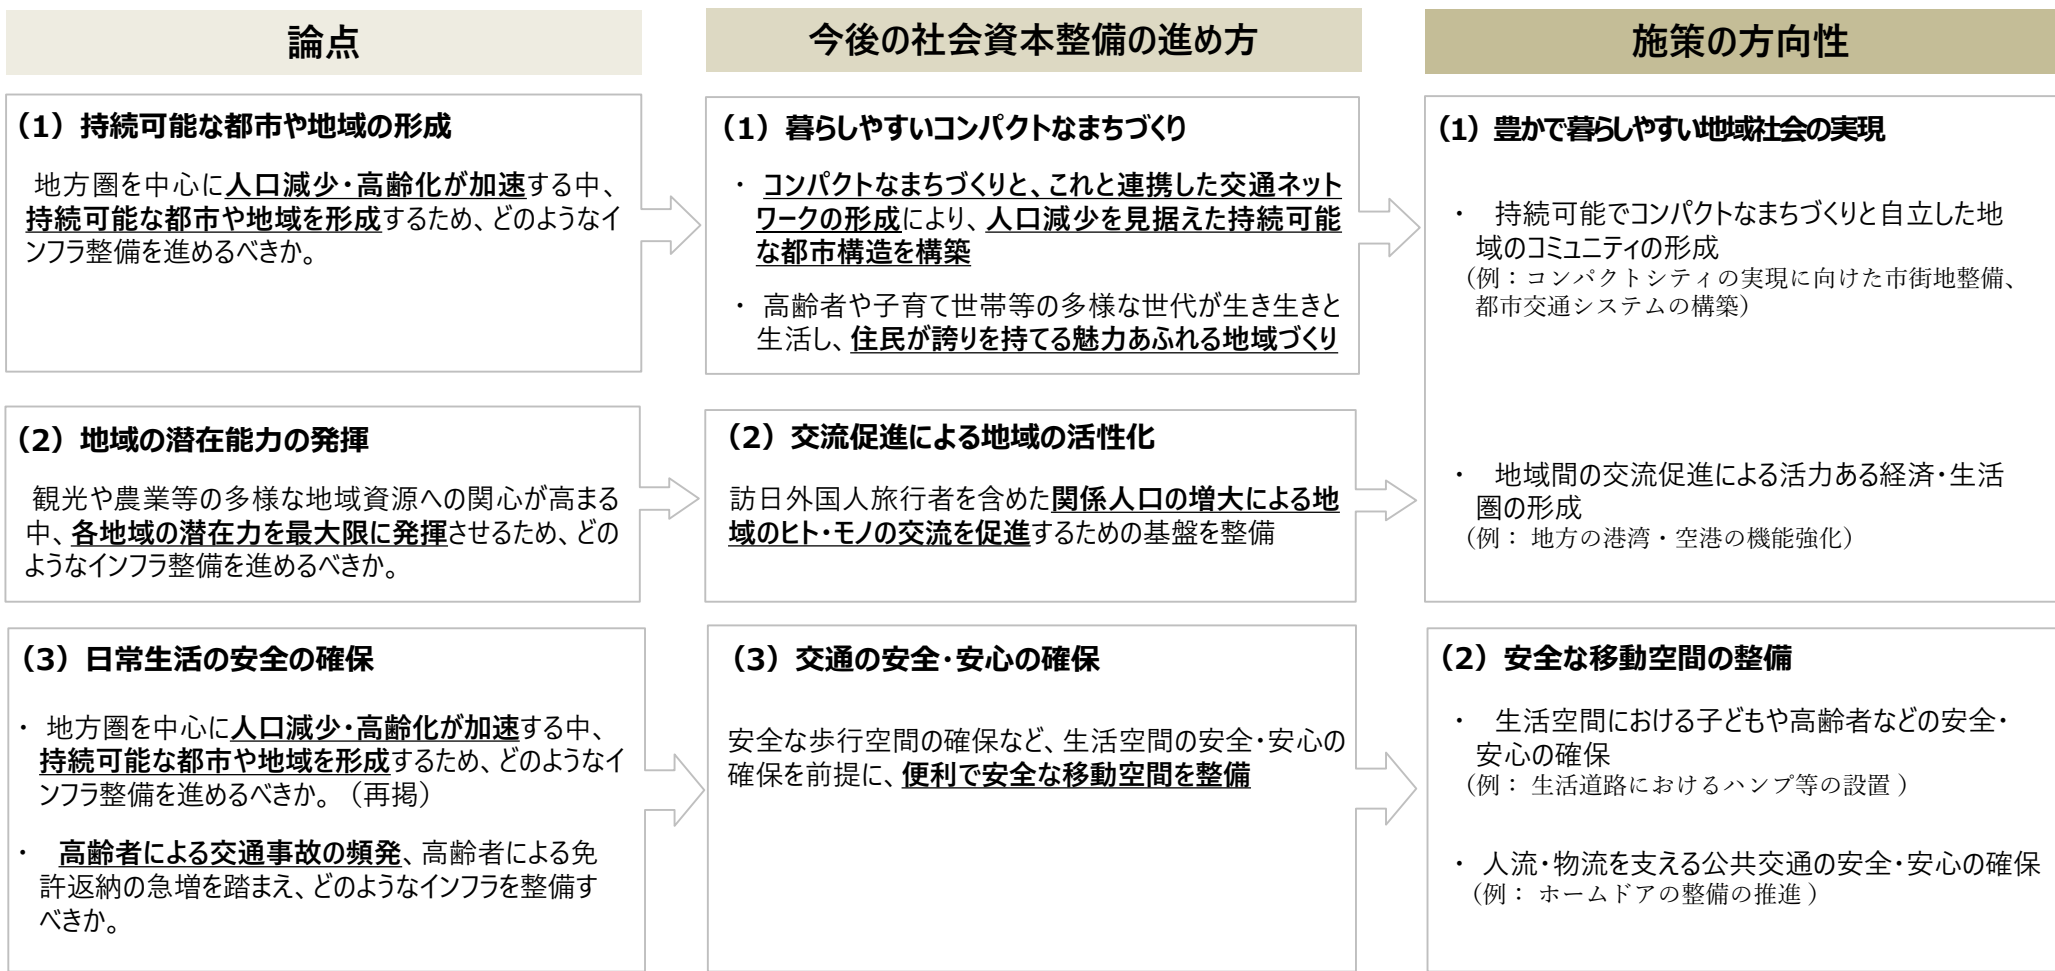 論点
今後の社会資本整備の進め方
施策の方向性
（1）持続可能な都市や地域の形成
地方圏を中心に人口減少・高齢化が加速する中、
持続可能な都市や地域を形成するため、どのようなイ
ンフラ整備を進めるべきか。
（1）暮らしやすいコンパクトなまちづくり
・ コンパクトなまちづくりと、これと連携した交通ネット
ワークの形成により、人口減少を見据えた持続可能
な都市構造を構築
・ 高齢者や子育て世帯等の多様な世代が生き生きと
生活し、住民が誇りを持てる魅力あふれる地域づくり
（1）豊かで暮らしやすい地域社会の実現
・ 持続可能でコンパクトなまちづくりと自立した地
域のコミュニティの形成
（例：コンパクトシティの実現に向けた市街地整備、
都市交通システムの構築）
（2）地域の潜在能力の発揮
観光や農業等の多様な地域資源への関心が高まる
中、各地域の潜在力を最大限に発揮させるため、どの
ようなインフラ整備を進めるべきか。
（2）交流促進による地域の活性化
訪日外国人旅行者を含めた関係人口の増大による地
域のヒト・モノの交流を促進するための基盤を整備
・ 地域間の交流促進による活力ある経済・生活
圏の形成
（例： 地方の港湾・空港の機能強化）
（3）日常生活の安全の確保
・ 地方圏を中心に人口減少・高齢化が加速する中、
持続可能な都市や地域を形成するため、どのようなイ
ンフラ整備を進めるべきか。（再掲）
・ 高齢者による交通事故の頻発、高齢者による免
許返納の急増を踏まえ、どのようなインフラを整備す
べきか。
（3）交通の安全・安心の確保
安全な歩行空間の確保など、生活空間の安全・安心の
確保を前提に、便利で安全な移動空間を整備
（2）安全な移動空間の整備
・ 生活空間における子どもや高齢者などの安全・
安心の確保
（例： 生活道路におけるハンプ等の設置 ）
・ 人流・物流を支える公共交通の安全・安心の確保
（例： ホームドアの整備の推進 ）